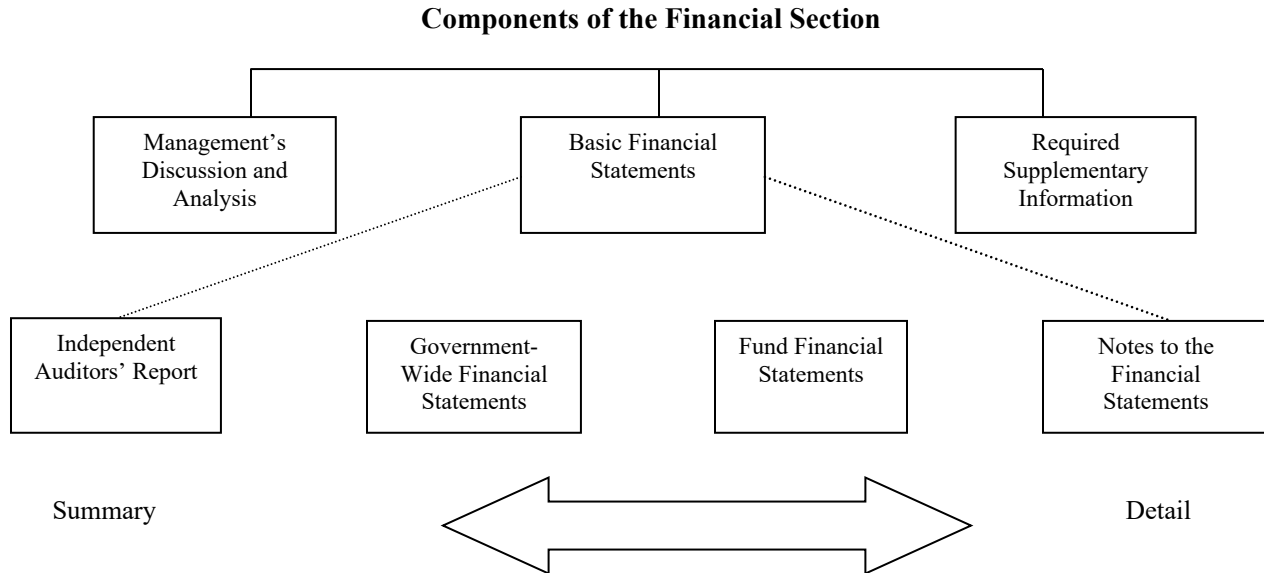 Components of the Financial Section
Management’s
Discussion and
Analysis
Basic Financial
Statements
Required
Supplementary
Information
Independent
Auditors’ Report
Government-
Wide Financial
Statements
Fund Financial
Statements
Notes to the
Financial
Statements
Summary
Detail